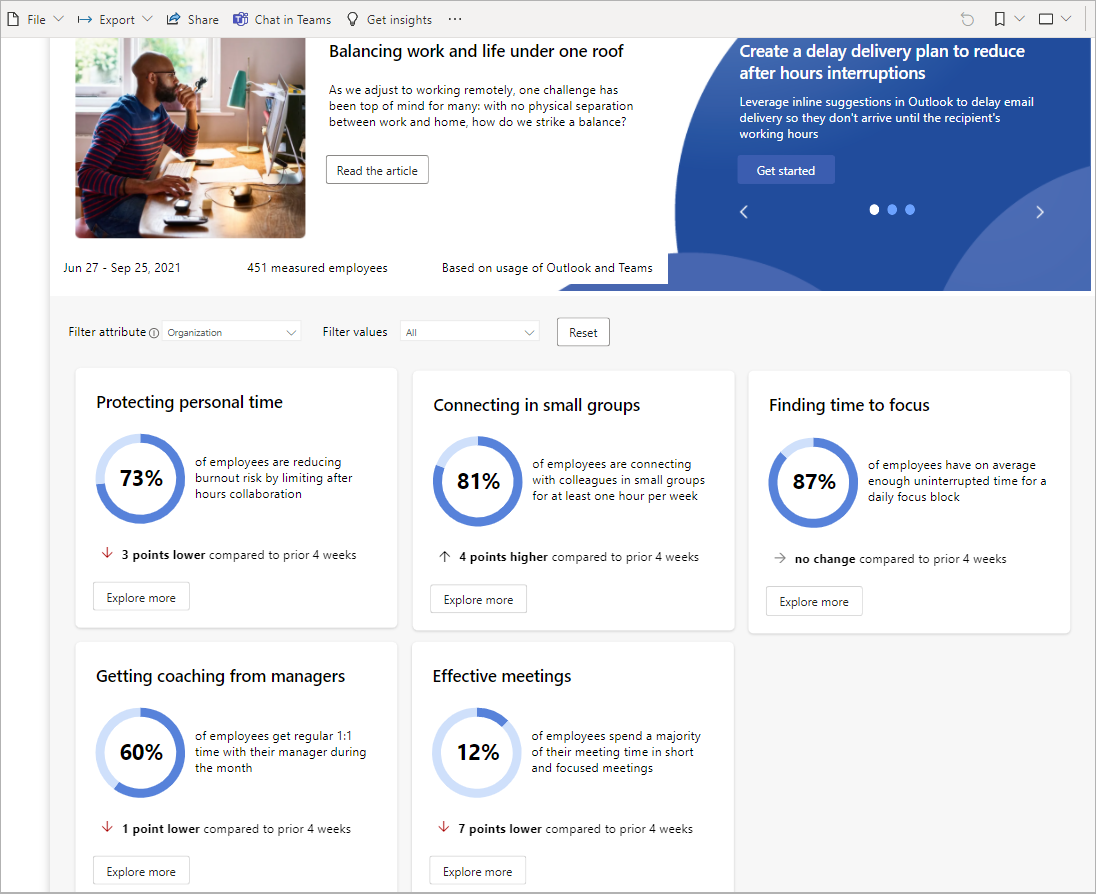 File Export Share Chat in Teams Get insights ...
Balancing work and life under one roof
As we adjust to working remotely, one challenge has
been top of mind for many: with no physical separation
between work and home, how do we strike a balance?
Read the article
Create a delay delivery plan to reduce
after hours interruptions
Leverage inline suggestions in Outlook to delay email
delivery so they don't arrive until the recipient's
working hours
Get started
Jun 27 - Sep 25, 2021 451 measured employees Based on usage of Outlook and Teams
Filter attribute Organization Filter values All Reset
Protecting personal time
73%
of employees are reducing
burnout risk by limiting after
hours collaboration
3 points lower compared to prior 4 weeks
Explore more
Connecting in small groups
81%
of employees are connecting
with colleagues in small groups
for at least one hour per week
4 points higher compared to prior 4 weeks
Explore more
Finding time to focus
87%
of employees have on average
enough uninterrupted time for a
daily focus block
no change compared to prior 4 weeks
Explore more
Getting coaching from managers
60%
of employees get regular 1:1
time with their manager during
the month
1 point lower compared to prior 4 weeks
Explore more
Effective meetings
12%
of employees spend a majority
of their meeting time in short
and focused meetings
7 points lower compared to prior 4 weeks
Explore more